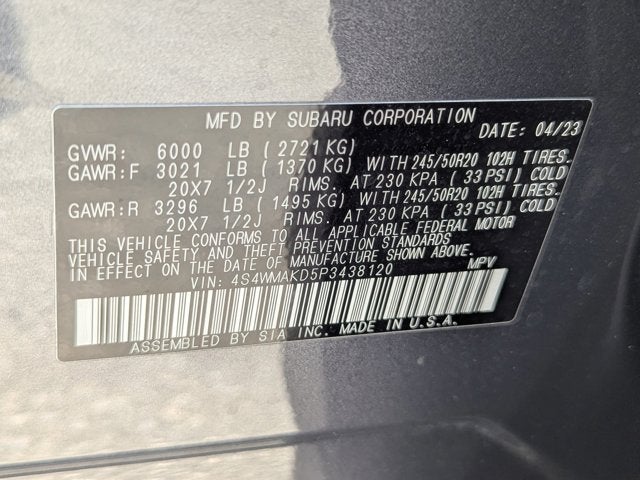 MFD BY SUBARU CORPORATION
DATE: 04/23
GVWR: 6000 LB ( 2721 KG)
GAWR:F 3021 LB ( 1370 KG) WITH 245/50R20 102H TIRES.
20X7 1/2J RIMS. AT 230 KPA ( 33 PSI) COLD
GAWR:R 3296 LB ( 1495 KG) WITH 245/50R20 102H TIRES.
20X7 1/2J RIMS. AT 230 KPA ( 33 PSI) COLD
THIS VEHICLE CONFORMS TO ALL APPLICABLE FEDERAL MOTOR
VEHICLE SAFETY AND THEFT PREVENTION STANDARDS
IN EFFECT ON THE DATE OF MANUFACTURE SHOWN ABOVE.
VIN: 4S4WMAKD5P3438120 MPV
ASSEMBLED BY SIA INC. MADE IN U.S.A.